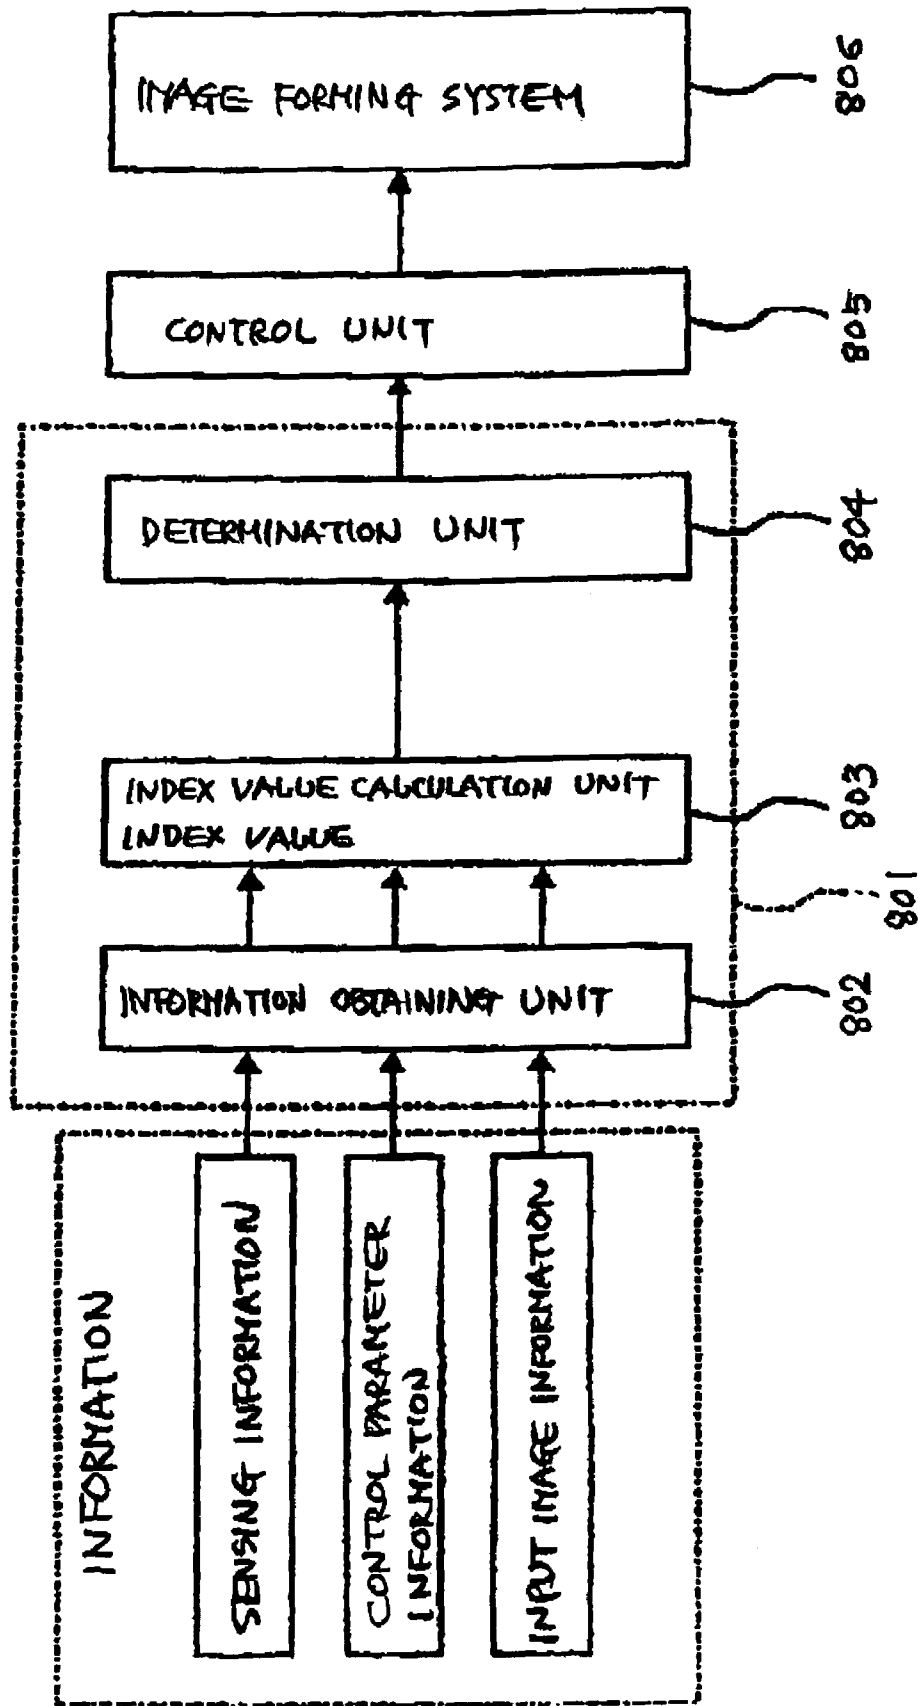 IMAGE FORMING SYSTEM
806
CONTROL UNIT
805
DETERMINATION UNIT
804
INDEX VALUE CALCULATION UNIT
INDEX VALUE
803
801
INFORMATION OBTAINING UNIT
802
INFORMATION
SENSING INFORMATION
CONTROL PARAMETER
INFORMATION
INPUT IMAGE INFORMATION